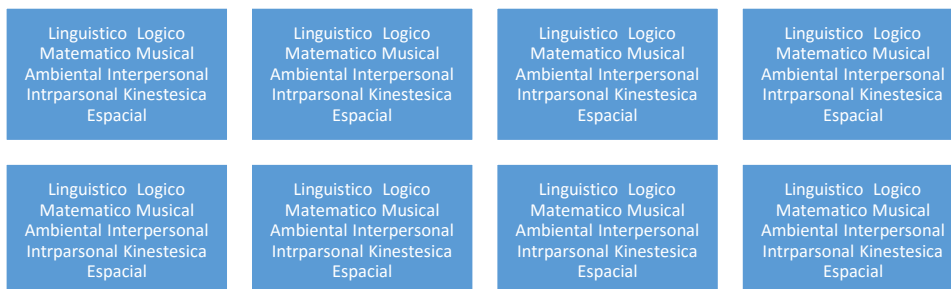 Linguistico  Logico
Matematico Musical
Ambiental Interpersonal
Intrparsonal Kinestesica
Espacial
Linguistico  Logico
Matematico Musical
Ambiental Interpersonal
Intrparsonal Kinestesica
Espacial
Linguistico  Logico
Matematico Musical
Ambiental Interpersonal
Intrparsonal Kinestesica
Espacial
Linguistico  Logico
Matematico Musical
Ambiental Interpersonal
Intrparsonal Kinestesica
Espacial
Linguistico  Logico
Matematico Musical
Ambiental Interpersonal
Intrparsonal Kinestesica
Espacial
Linguistico  Logico
Matematico Musical
Ambiental Interpersonal
Intrparsonal Kinestesica
Espacial
Linguistico  Logico
Matematico Musical
Ambiental Interpersonal
Intrparsonal Kinestesica
Espacial
Linguistico  Logico
Matematico Musical
Ambiental Interpersonal
Intrparsonal Kinestesica
Espacial